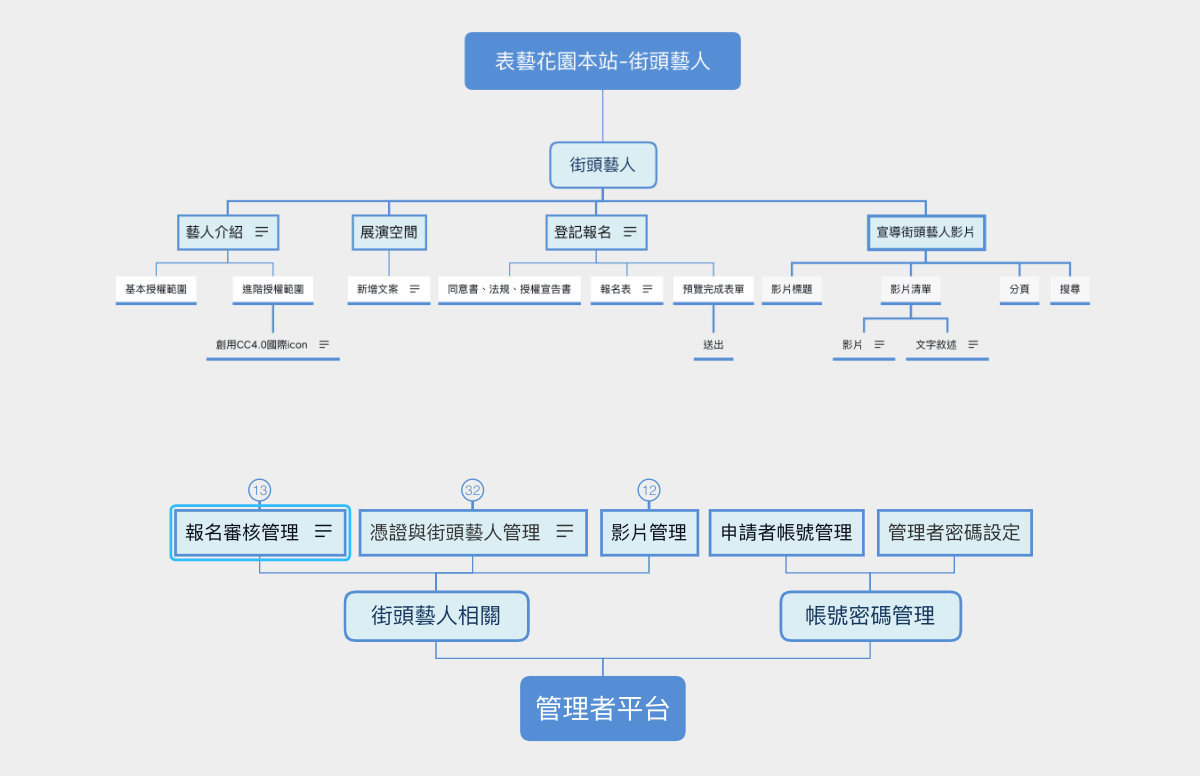 表藝花園本站-街頭藝人
街頭藝人
藝人介紹
展演空間
登記報名
宣導街頭藝人影片
基本授權範圍
進階授權範圍
新增文案
同意書、法規、授權宣告書
報名表
預覽完成表單
影片標題
影片清單
分頁
搜尋
創用CC4.0國際icon
送出
影片
文字敘述
13
32
12
報名審核管理
憑證與街頭藝人管理
影片管理
申請者帳號管理
管理者密碼設定
街頭藝人相關
帳號密碼管理
管理者平台